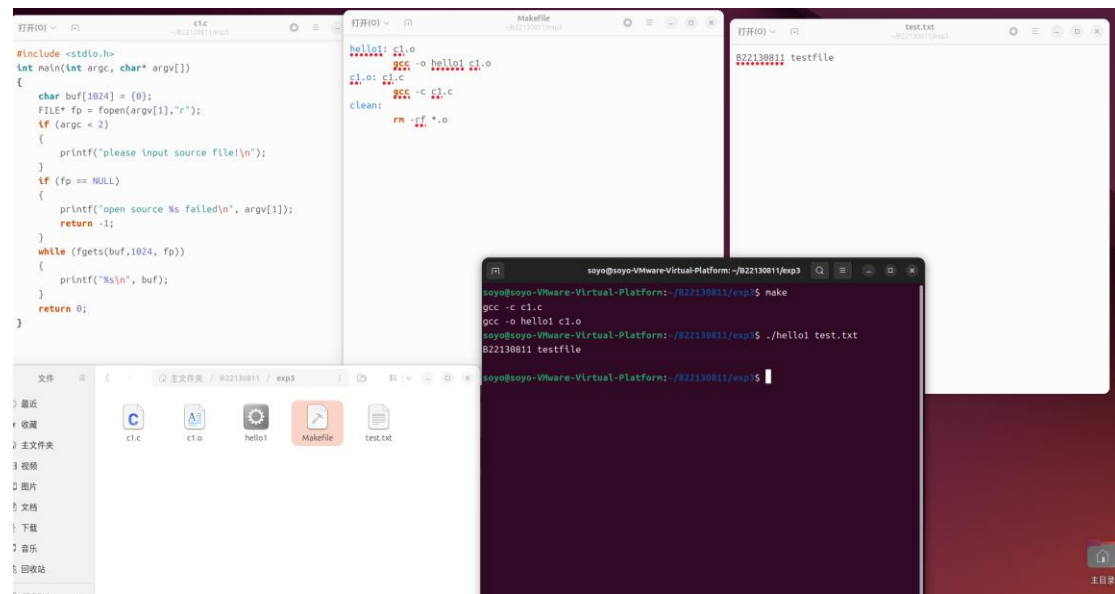 打开(O)
c1.c
~/B22130811/exp3
#include <stdio.h>
int main(int argc, char* argv[])
{
char buf[1024] = {0};
FILE* fp = fopen(argv[1],"r");
if (argc < 2)
{
printf("please input source file!\n");
}
if (fp == NULL)
{
printf("open source %s failed\n", argv[1]);
return -1;
}
while (fgets(buf,1024, fp))
{
printf("%s\n", buf);
}
return 0;
}
打开(O)
Makefile
~/B22130811/exp3
hello1: c1.o
gcc -o hello1 c1.o
c1.o: c1.c
gcc -c c1.c
clean:
rm -rf *.o
打开(O)
test.txt
~/B22130811/exp3
B22130811 testfile
soyo@soyo-VMware-Virtual-Platform: ~/B22130811/exp3
soyo@soyo-VMware-Virtual-Platform:~/B22130811/exp3$ make
gcc -c c1.c
gcc -o hello1 c1.o
soyo@soyo-VMware-Virtual-Platform:~/B22130811/exp3$ ./hello1 test.txt
B22130811 testfile
soyo@soyo-VMware-Virtual-Platform:~/B22130811/exp3$
文件
主文件夹 / B22130811 / exp3
最近
收藏
主文件夹
视频
图片
文档
下载
音乐
回收站
c1.c
c1.o
hello1
Makefile
test.txt
主目录